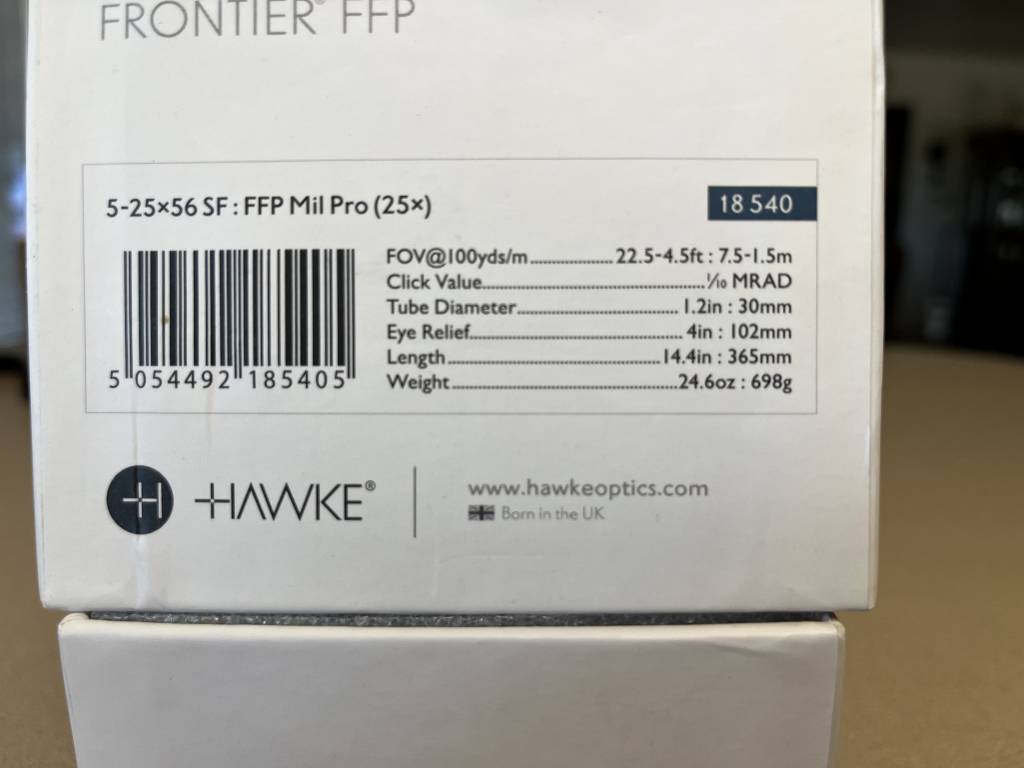 FRONTIER® FFP
5-25×56 SF : FFP Mil Pro (25×)
18 540
FOV@100yds/m 22.5-4.5ft : 7.5-1.5m
Click Value 1/10 MRAD
Tube Diameter 1.2in : 30mm
Eye Relief 4in : 102mm
Length 14.4in : 365mm
Weight 24.6oz : 698g
5 054492 185405
H HAWKE®
www.hawkeoptics.com
Born in the UK